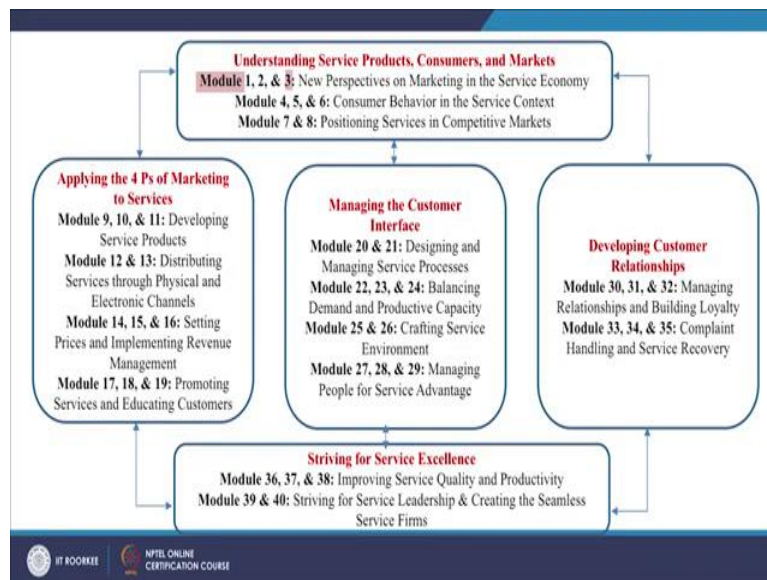 Understanding Service Products, Consumers, and Markets
Module 1, 2, & 3: New Perspectives on Marketing in the Service Economy
Module 4, 5, & 6: Consumer Behavior in the Service Context
Module 7 & 8: Positioning Services in Competitive Markets
Applying the 4 Ps of Marketing
to Services
Module 9, 10, & 11: Developing
Service Products
Module 12 & 13: Distributing
Services through Physical and
Electronic Channels
Module 14, 15, & 16: Setting
Prices and Implementing Revenue
Management
Module 17, 18, & 19: Promoting
Services and Educating Customers
Managing the Customer
Interface
Module 20 & 21: Designing and
Managing Service Processes
Module 22, 23, & 24: Balancing
Demand and Productive Capacity
Module 25 & 26: Crafting Service
Environment
Module 27, 28, & 29: Managing
People for Service Advantage
Developing Customer
Relationships
Module 30, 31, & 32: Managing
Relationships and Building Loyalty
Module 33, 34, & 35: Complaint
Handling and Service Recovery
Striving for Service Excellence
Module 36, 37, & 38: Improving Service Quality and Productivity
Module 39 & 40: Striving for Service Leadership & Creating the Seamless
Service Firms
IIT ROORKEE
NPTEL ONLINE
CERTIFICATION COURSE